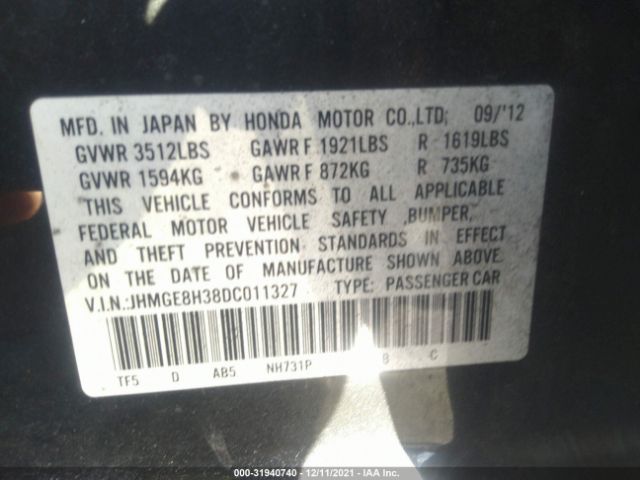 MFD. IN JAPAN BY HONDA MOTOR CO.,LTD; 09/'12
GVWR 3512LBS GAWR F 1921LBS R 1619LBS
GVWR 1594KG GAWR F 872KG R 735KG
THIS VEHICLE CONFORMS TO ALL APPLICABLE
FEDERAL MOTOR VEHICLE SAFETY ,BUMPER,
AND THEFT PREVENTION STANDARDS IN EFFECT
ON THE DATE OF MANUFACTURE SHOWN ABOVE.
V.I.N.:JHMGE8H38DC011327 TYPE: PASSENGER CAR
TF5 D AB5 NH731P B C
000-31940740 - 12/11/2021 - IAA Inc.